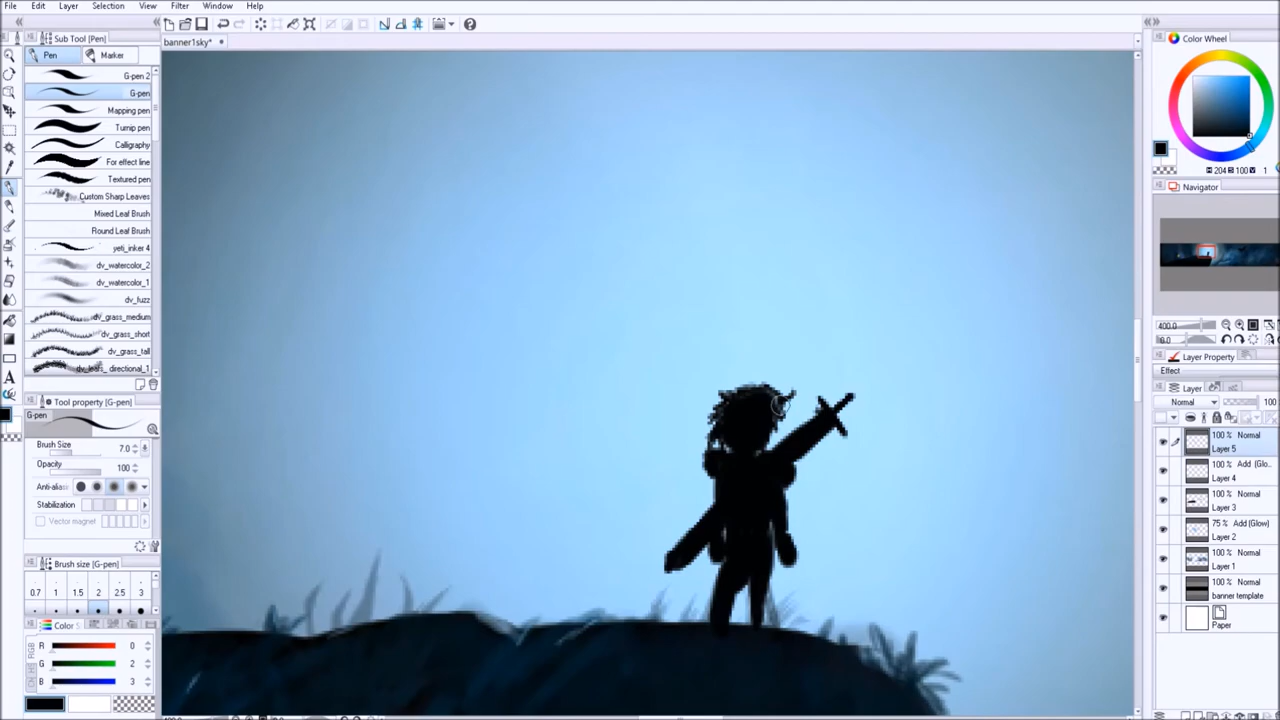 File Edit Layer Selection View Filter Window Help
Sub Tool [Pen]
banner1sky*
Pen Marker
G-pen 2
G-pen
Mapping pen
Turnip pen
Calligraphy
For effect line
Textured pen
Custom Sharp Leaves
Mixed Leaf Brush
Round Leaf Brush
yeti_inker 4
dv_watercolor_2
dv_watercolor_1
dv_fuzz
dv_grass_medium
dv_grass_short
dv_grass_tall
dv_leafs_ directional_1
Tool property [G-pen]
G-pen
Brush Size 7.0
Opacity 100
Anti-alias
Stabilization
Vector magnet
Brush size [G-pen]
0.7 1 1.5 2 2.5 3
Color S
R 0
G 2
B 3
Color Wheel
204 100 1
Navigator
400.0
0.0
Layer Property
Effect
Layer
Normal 100
100 % Normal
Layer 5
100 % Add (Glo..
Layer 4
100 % Normal
Layer 3
75 % Add (Glow)
Layer 2
100 % Normal
Layer 1
100 % Normal
banner template
Paper